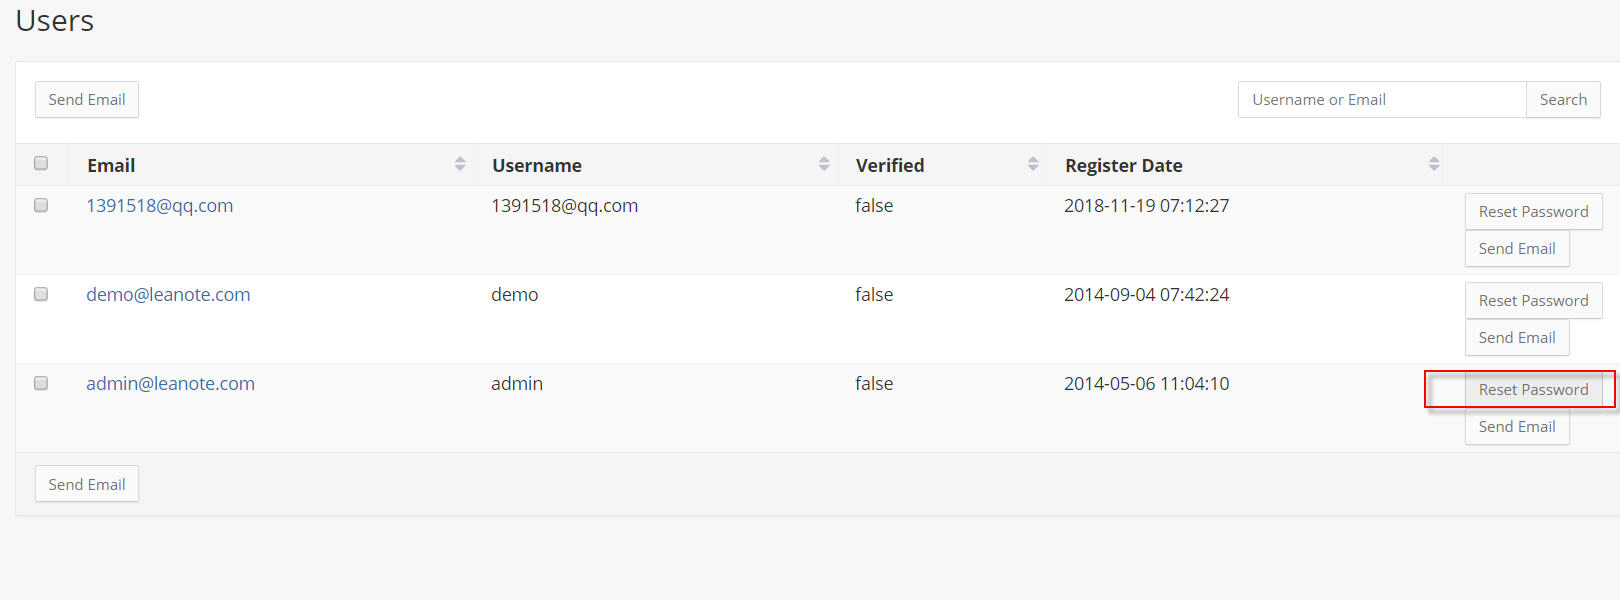 Users
Send Email
Username or Email Search
Email Username Verified Register Date
1391518@qq.com 1391518@qq.com false 2018-11-19 07:12:27 Reset Password
Send Email
demo@leanote.com demo false 2014-09-04 07:42:24 Reset Password
Send Email
admin@leanote.com admin false 2014-05-06 11:04:10 Reset Password
Send Email
Send Email